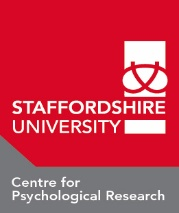 STAFFORDSHIRE
UNIVERSITY
Centre for
Psychological Research